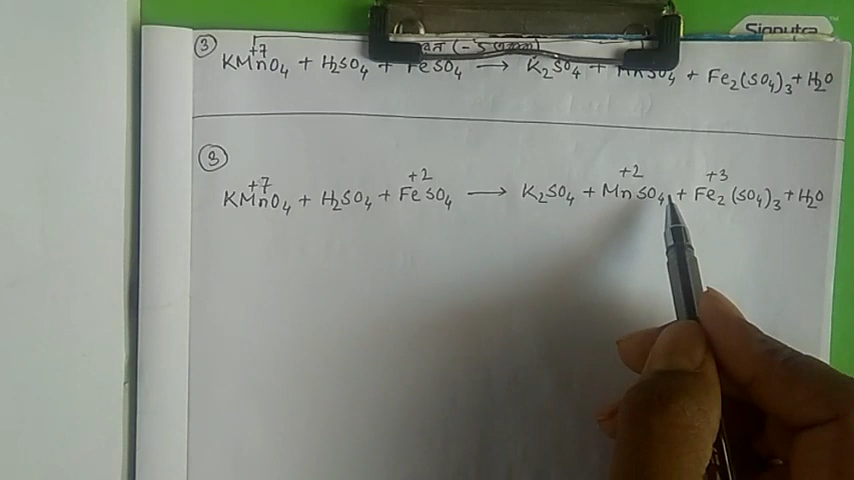 Signutra
③ +7
KMnO₄ + H₂SO₄ + FeSO₄ ⟶ K₂SO₄ + MnSO₄ + Fe₂(SO₄)₃ + H₂O
③
+7 +2 +2 +3
KMnO₄ + H₂SO₄ + FeSO₄ ⟶ K₂SO₄ + MnSO₄ + Fe₂(SO₄)₃ + H₂O